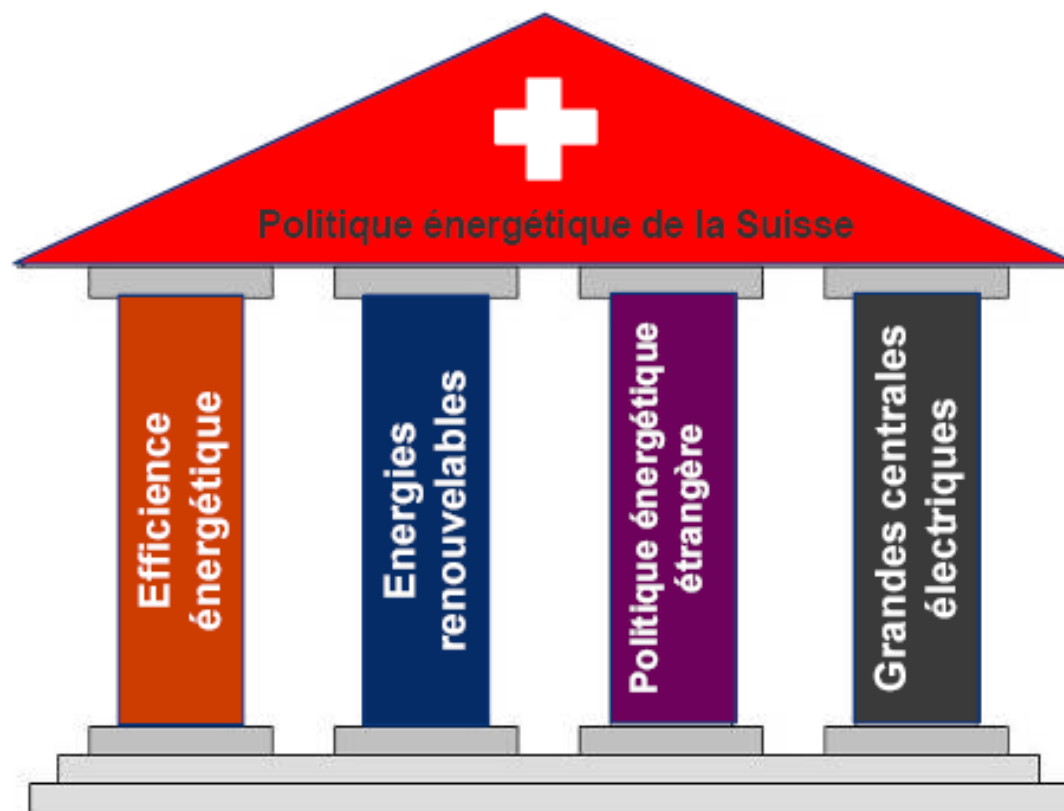 Politique énergétique de la Suisse
Efficience
énergétique
Energies
renouvelables
Politique énergétique
étrangère
Grandes centrales
électriques